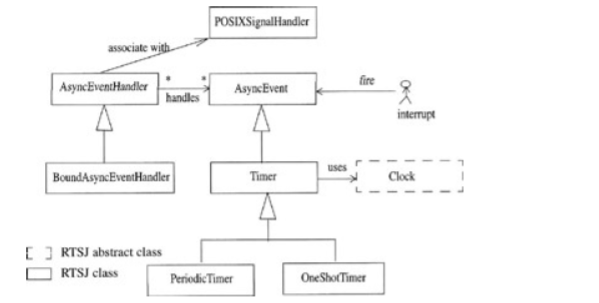 POSIXSignalHandler
associate with
AsyncEventHandler
*
*
handles
AsyncEvent
fire
interrupt
BoundAsyncEventHandler
Timer
uses
Clock
RTSJ abstract class
RTSJ class
PeriodicTimer
OneShotTimer